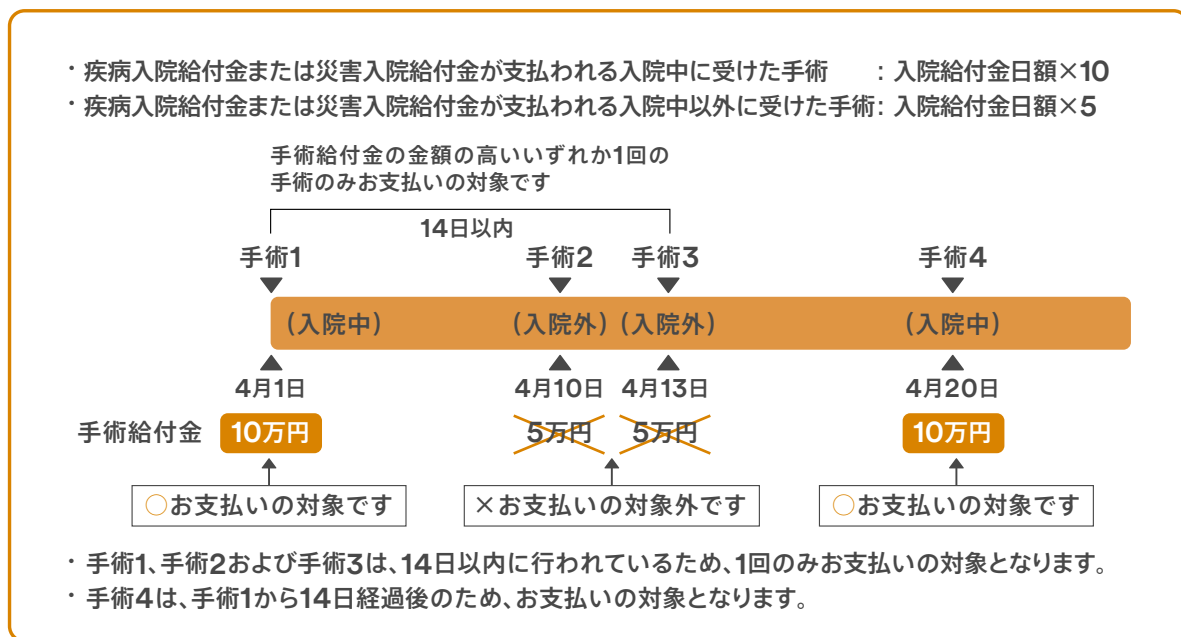 ・疾病入院給付金または災害入院給付金が支払われる入院中に受けた手術 : 入院給付金日額×10
・疾病入院給付金または災害入院給付金が支払われる入院中以外に受けた手術: 入院給付金日額×5
手術給付金の金額の高いいずれか1回の
手術のみお支払いの対象です
14日以内
手術1 手術2 手術3 手術4
(入院中) (入院外) (入院外) (入院中)
4月1日 4月10日 4月13日 4月20日
手術給付金 10万円 5万円 5万円 10万円
○お支払いの対象です ×お支払いの対象外です ○お支払いの対象です
・手術1、手術2および手術3は、14日以内に行われているため、1回のみお支払いの対象となります。
・手術4は、手術1から14日経過後のため、お支払いの対象となります。